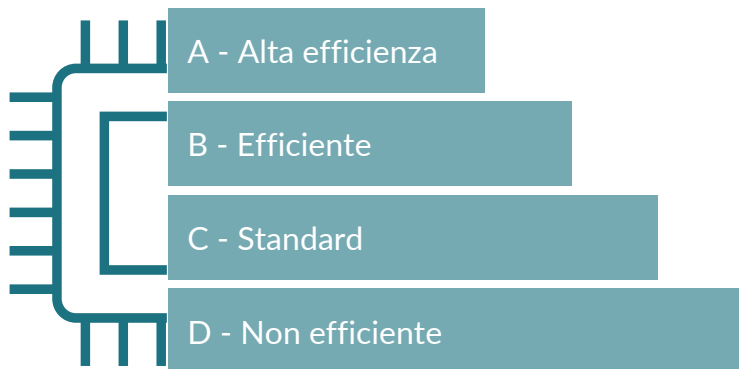 A - Alta efficienza
B - Efficiente
C - Standard
D - Non efficiente